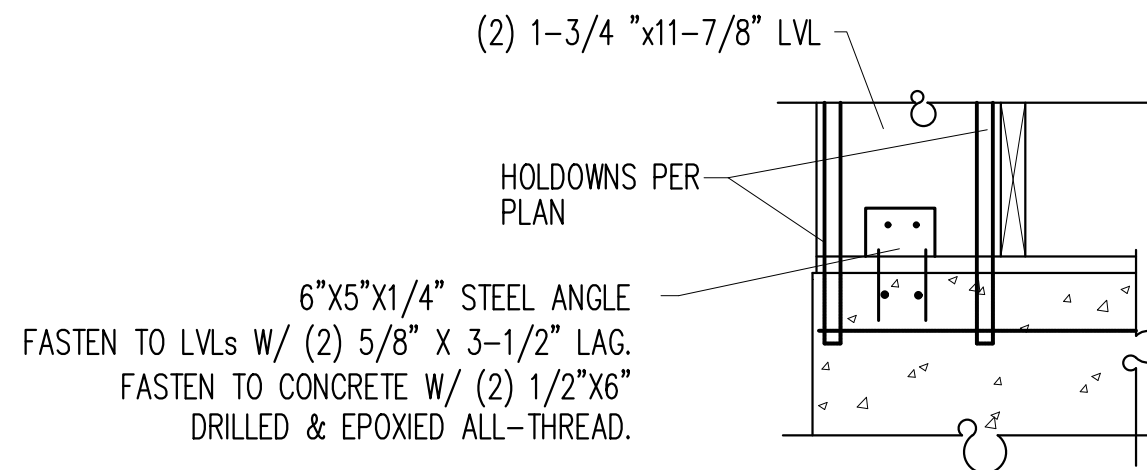 (2) 1-3/4 "x11-7/8" LVL
HOLDOWNS PER
PLAN
6"X5"X1/4" STEEL ANGLE
FASTEN TO LVLs W/ (2) 5/8" X 3-1/2" LAG.
FASTEN TO CONCRETE W/ (2) 1/2"X6"
DRILLED & EPOXIED ALL-THREAD.